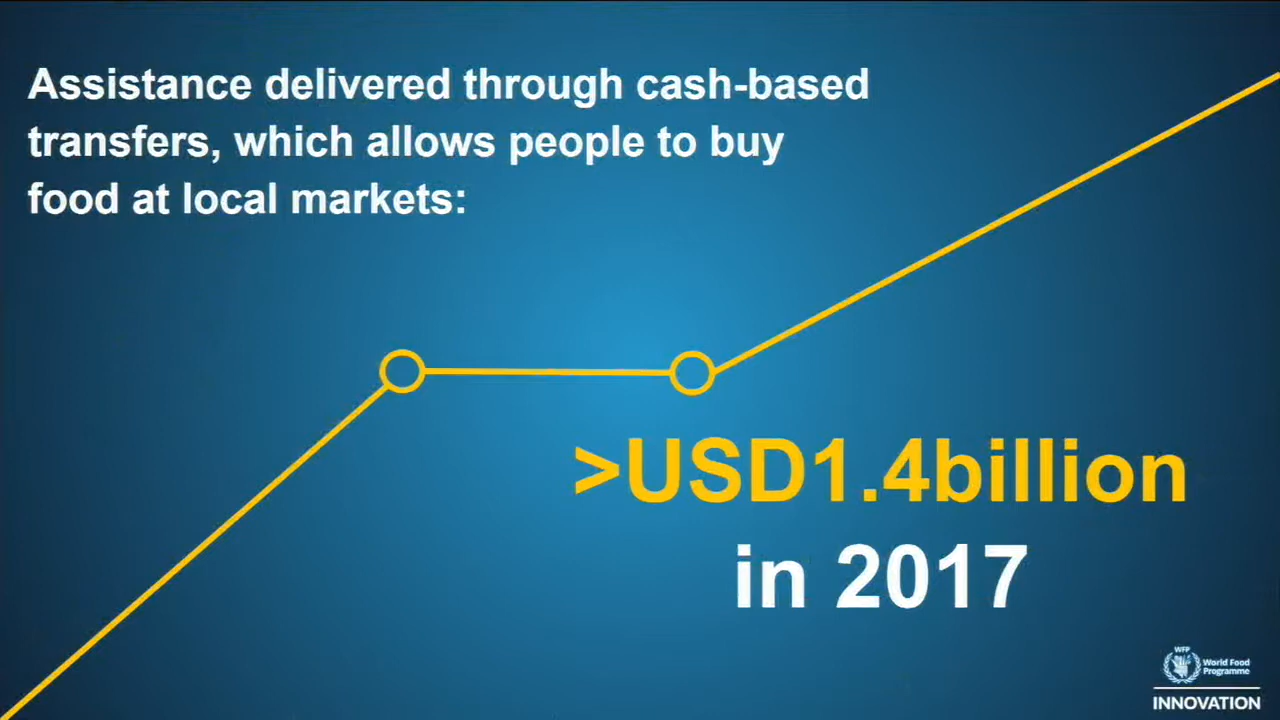 Assistance delivered through cash-based
transfers, which allows people to buy
food at local markets:
>USD1.4billion
in 2017
WFP
World Food
Programme
INNOVATION